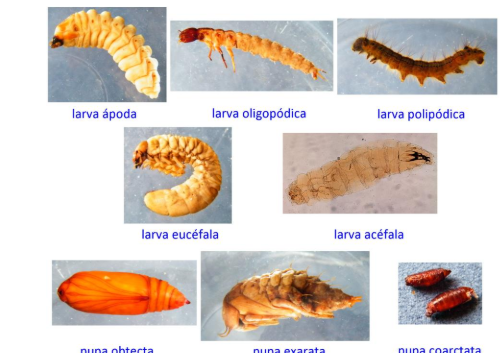 larva ápoda
larva oligopódica
larva polipódica
larva eucéfala
larva acéfala
pupa obtecta
pupa exarata
pupa coarctata